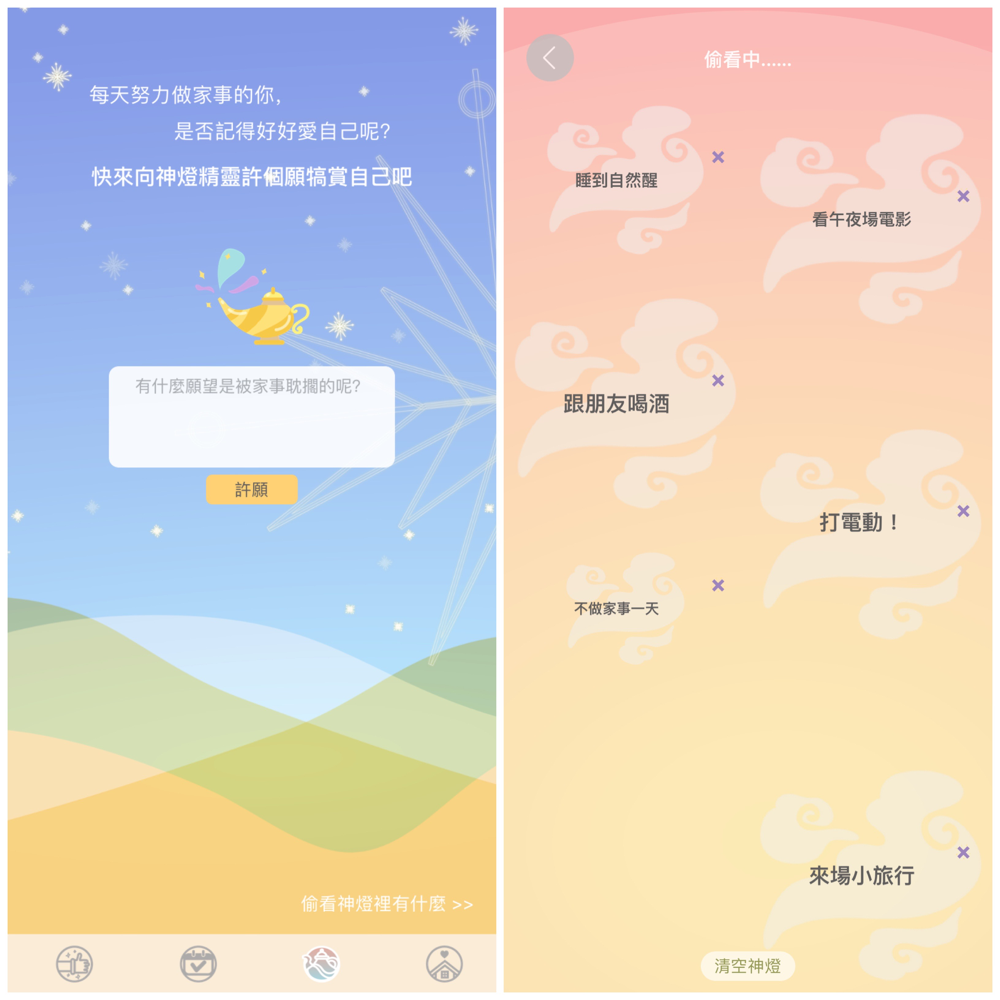 每天努力做家事的你,
是否記得好好愛自己呢?
快來向神燈精靈許個願犒賞自己吧
有什麼願望是被家事耽擱的呢?
許願
偷看神燈裡有什麼 >>
偷看中......
睡到自然醒
看午夜場電影
跟朋友喝酒
打電動！
不做家事一天
來場小旅行
清空神燈